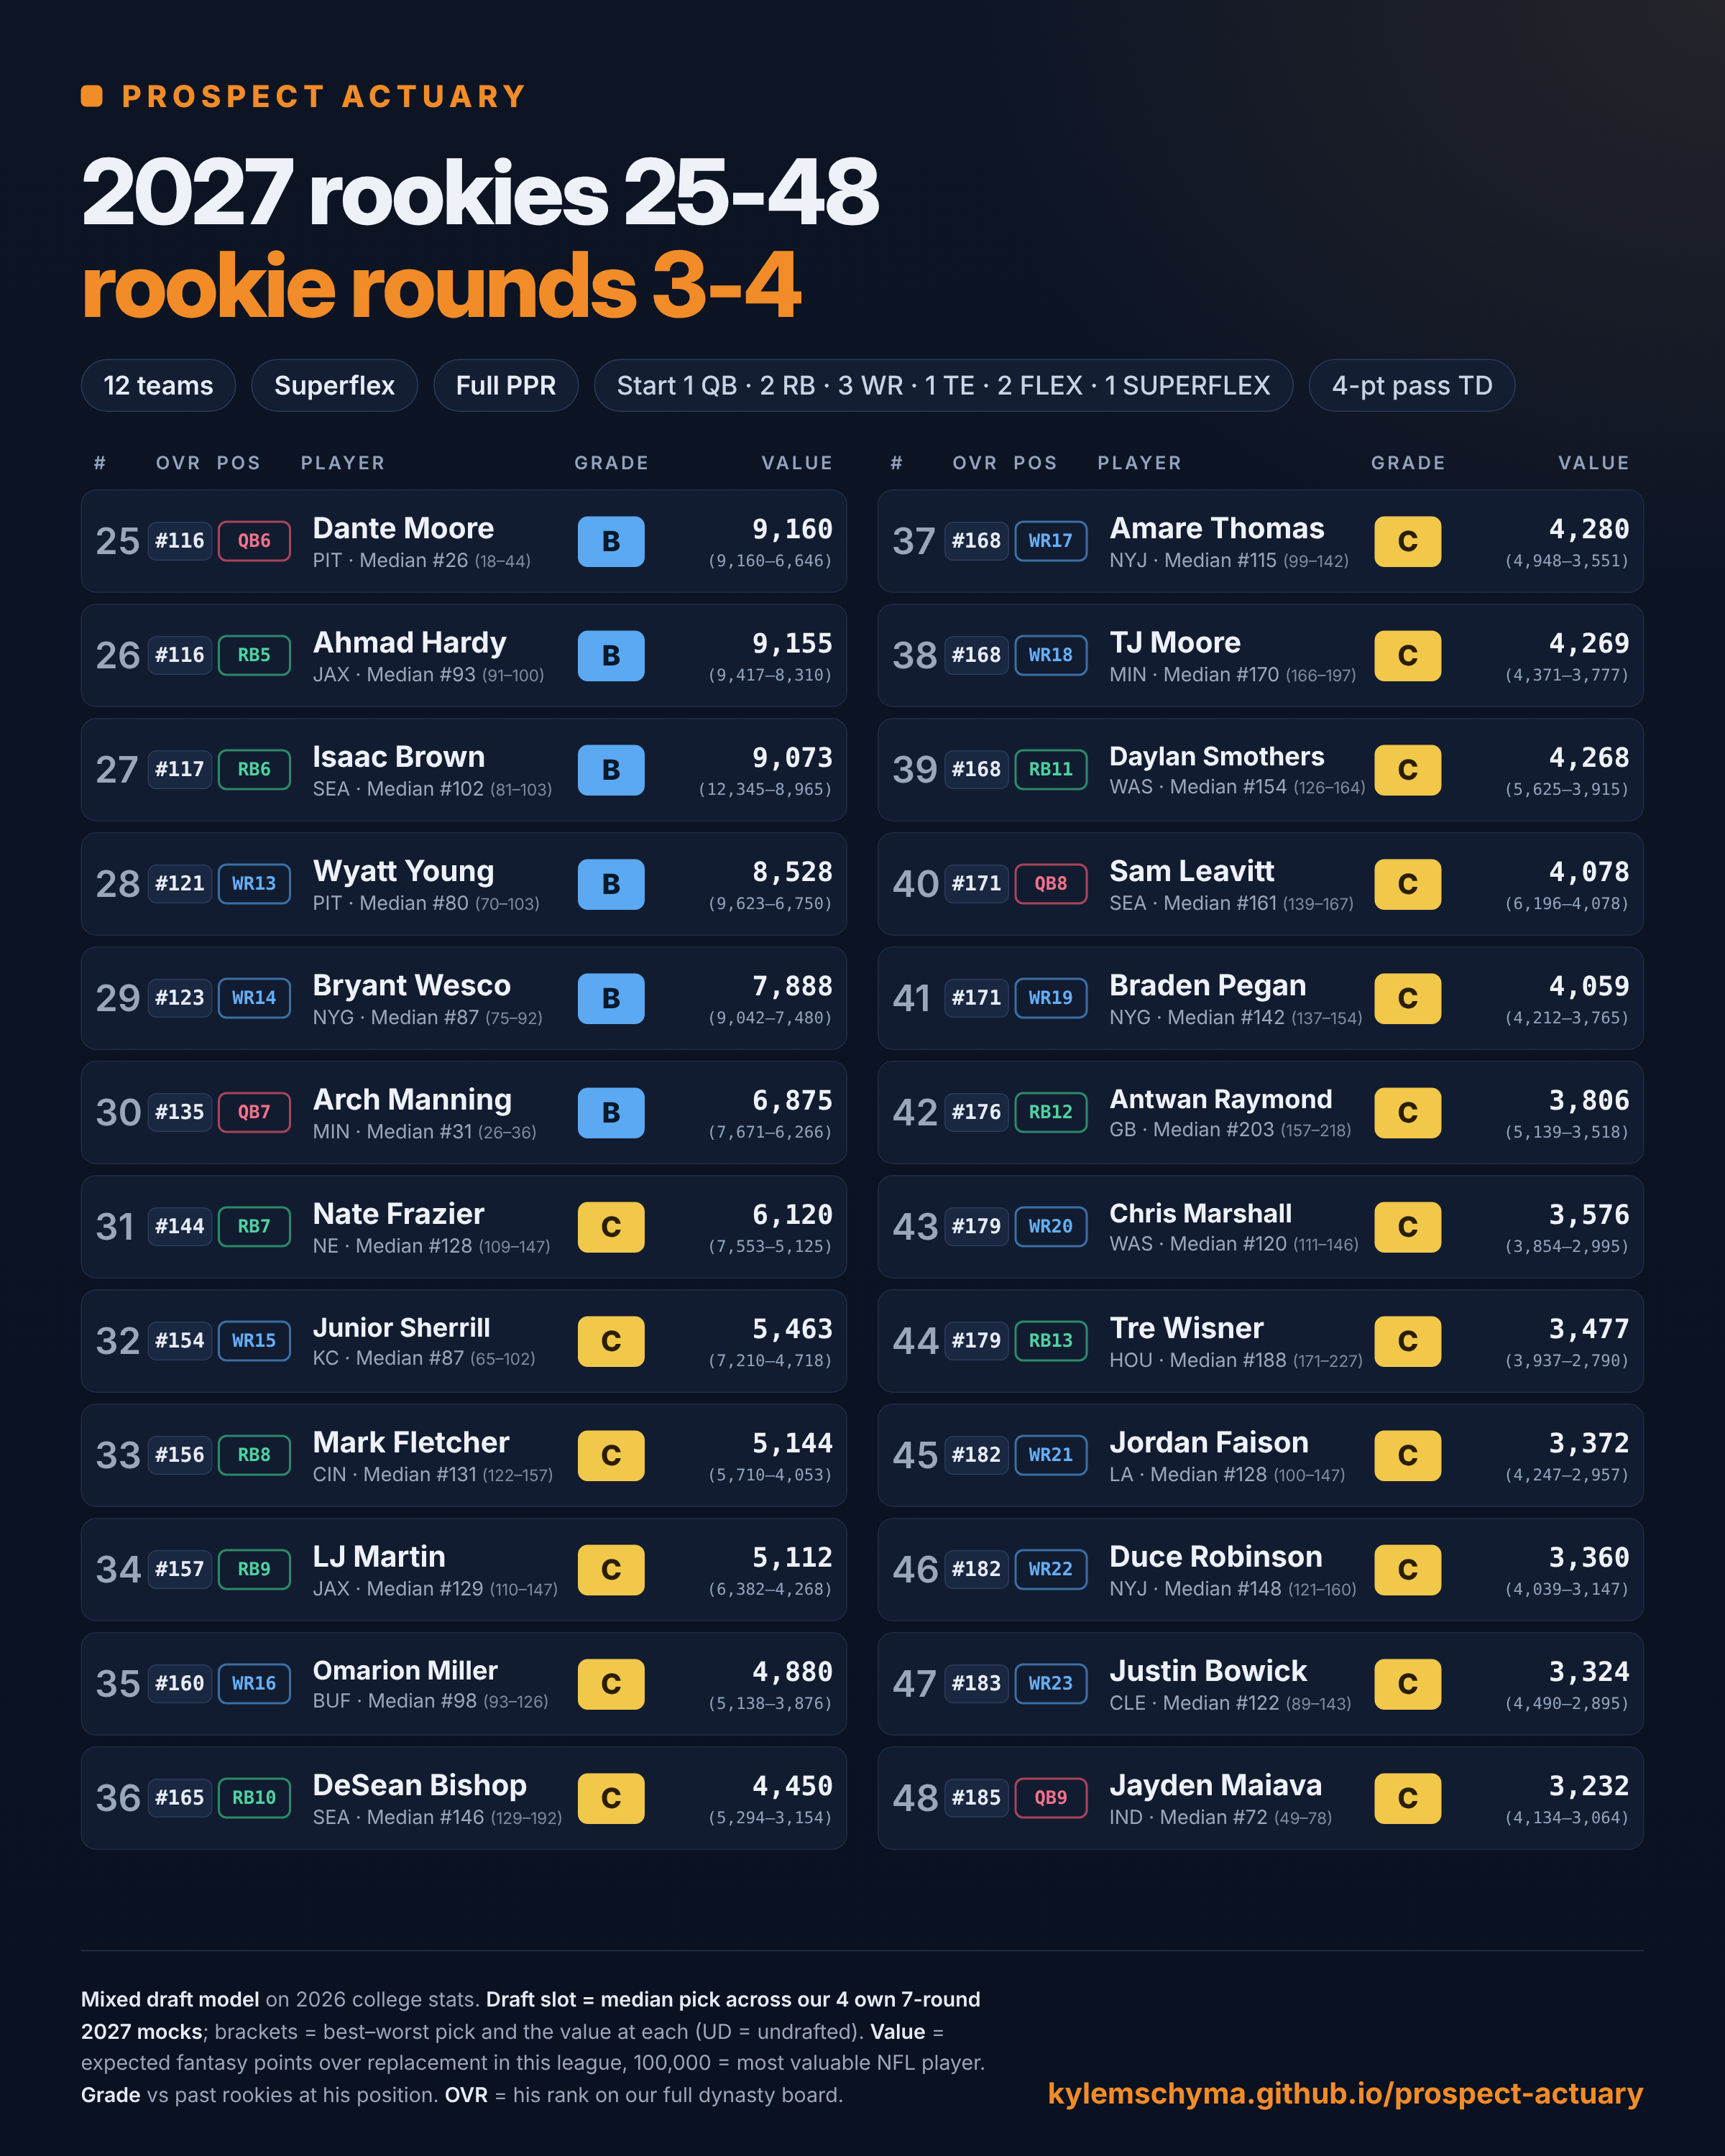 PROSPECT ACTUARY
2027 rookies 25-48
rookie rounds 3-4
12 teams
Superflex
Full PPR
Start 1 QB · 2 RB · 3 WR · 1 TE · 2 FLEX · 1 SUPERFLEX
4-pt pass TD
# OVR POS PLAYER GRADE VALUE
25 #116 QB6 Dante Moore B 9,160
PIT · Median #26 (18–44) (9,160–6,646)
26 #116 RB5 Ahmad Hardy B 9,155
JAX · Median #93 (91–100) (9,417–8,310)
27 #117 RB6 Isaac Brown B 9,073
SEA · Median #102 (81–103) (12,345–8,965)
28 #121 WR13 Wyatt Young B 8,528
PIT · Median #80 (70–103) (9,623–6,750)
29 #123 WR14 Bryant Wesco B 7,888
NYG · Median #87 (75–92) (9,042–7,480)
30 #135 QB7 Arch Manning B 6,875
MIN · Median #31 (26–36) (7,671–6,266)
31 #144 RB7 Nate Frazier C 6,120
NE · Median #128 (109–147) (7,553–5,125)
32 #154 WR15 Junior Sherrill C 5,463
KC · Median #87 (65–102) (7,210–4,718)
33 #156 RB8 Mark Fletcher C 5,144
CIN · Median #131 (122–157) (5,710–4,053)
34 #157 RB9 LJ Martin C 5,112
JAX · Median #129 (110–147) (6,382–4,268)
35 #160 WR16 Omarion Miller C 4,880
BUF · Median #98 (93–126) (5,138–3,876)
36 #165 RB10 DeSean Bishop C 4,450
SEA · Median #146 (129–192) (5,294–3,154)
# OVR POS PLAYER GRADE VALUE
37 #168 WR17 Amare Thomas C 4,280
NYJ · Median #115 (99–142) (4,948–3,551)
38 #168 WR18 TJ Moore C 4,269
MIN · Median #170 (166–197) (4,371–3,777)
39 #168 RB11 Daylan Smothers C 4,268
WAS · Median #154 (126–164) (5,625–3,915)
40 #171 QB8 Sam Leavitt C 4,078
SEA · Median #161 (139–167) (6,196–4,078)
41 #171 WR19 Braden Pegan C 4,059
NYG · Median #142 (137–154) (4,212–3,765)
42 #176 RB12 Antwan Raymond C 3,806
GB · Median #203 (157–218) (5,139–3,518)
43 #179 WR20 Chris Marshall C 3,576
WAS · Median #120 (111–146) (3,854–2,995)
44 #179 RB13 Tre Wisner C 3,477
HOU · Median #188 (171–227) (3,937–2,790)
45 #182 WR21 Jordan Faison C 3,372
LA · Median #128 (100–147) (4,247–2,957)
46 #182 WR22 Duce Robinson C 3,360
NYJ · Median #148 (121–160) (4,039–3,147)
47 #183 WR23 Justin Bowick C 3,324
CLE · Median #122 (89–143) (4,490–2,895)
48 #185 QB9 Jayden Maiava C 3,232
IND · Median #72 (49–78) (4,134–3,064)
Mixed draft model on 2026 college stats. Draft slot = median pick across our 4 own 7-round
2027 mocks; brackets = best–worst pick and the value at each (UD = undrafted). Value =
expected fantasy points over replacement in this league, 100,000 = most valuable NFL player.
Grade vs past rookies at his position. OVR = his rank on our full dynasty board.
kylemschyma.github.io/prospect-actuary